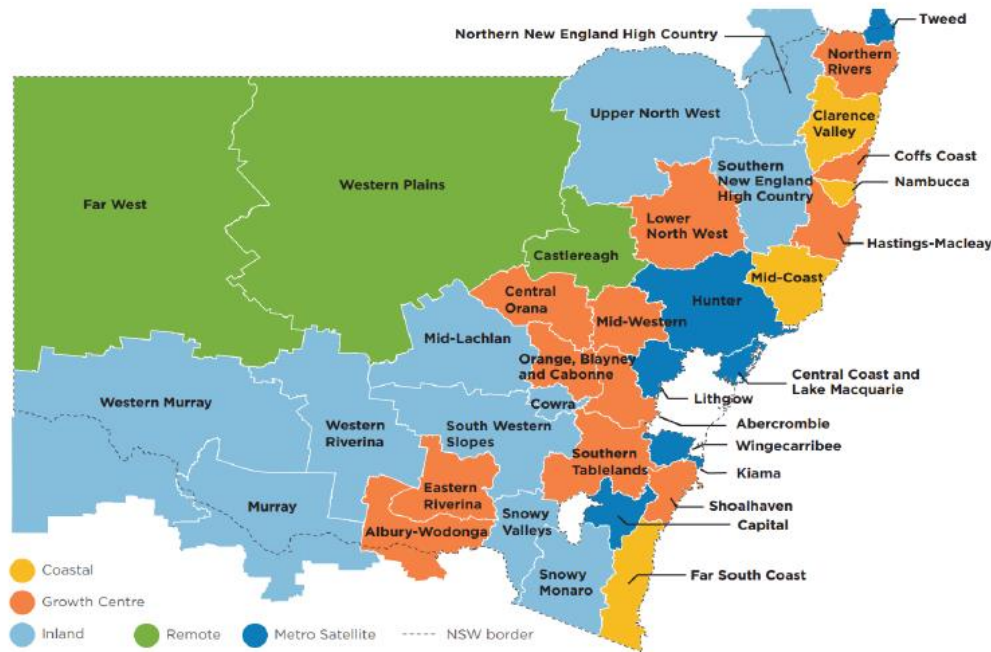 Tweed
Northern New England High Country
Northern
Rivers
Upper North West
Clarence
Valley
Coffs Coast
Southern
New England
High Country
Nambucca
Western Plains
Far West
Lower
North West
Hastings-Macleay
Castlereagh
Mid-Coast
Central
Orana
Hunter
Mid-Western
Mid-Lachlan
Orange, Blayney
and Cabonne
Central Coast and
Lake Macquarie
Western Murray
Lithgow
Cowra
Abercrombie
Western
Riverina
South Western
Slopes
Wingecarribee
Southern
Tablelands
Kiama
Eastern
Riverina
Murray
Shoalhaven
Snowy
Valleys
Capital
Albury-Wodonga
Coastal
Snowy
Monaro
Far South Coast
Growth Centre
Inland
Remote
Metro Satellite
NSW border